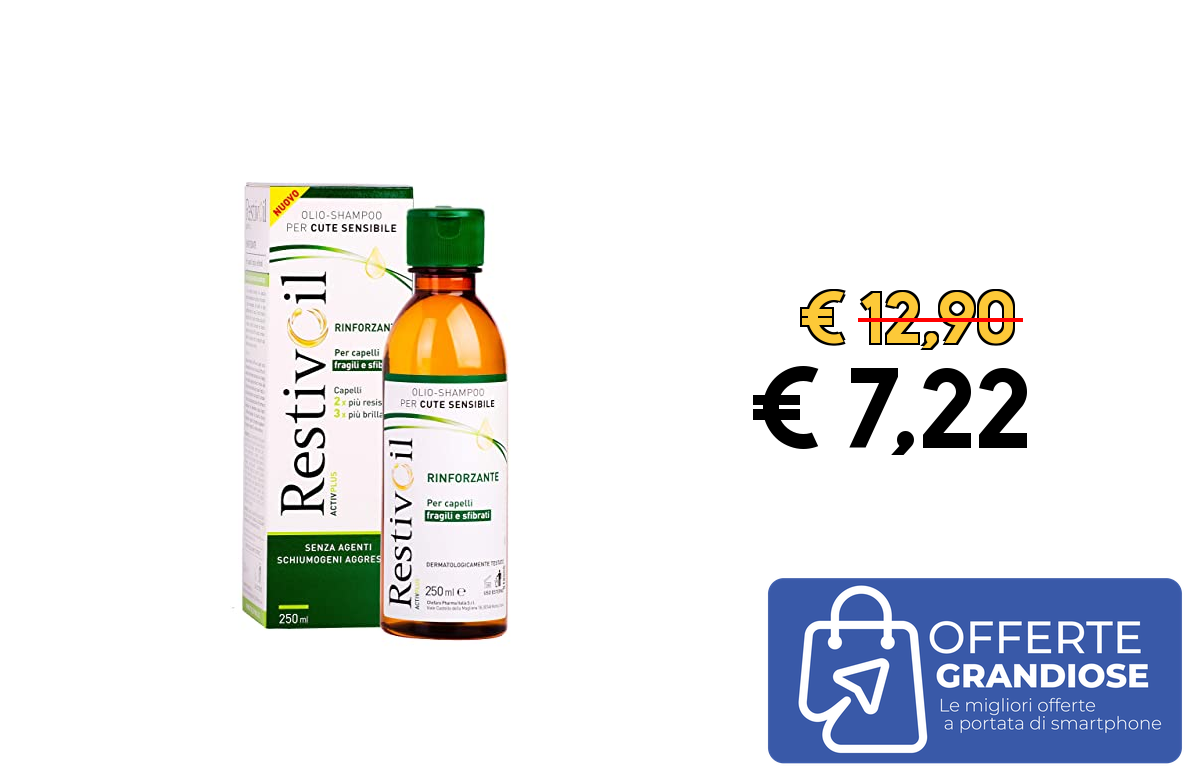 NUOVO
OLIO-SHAMPOO
PER CUTE SENSIBILE
RestivOil
ACTIVPLUS
RINFORZAN
Per capelli
fragili e sfib
Capelli
2x più resis
3x più brilla
SENZA AGENTI
SCHIUMOGENI AGGRES
250 ml
OLIO-SHAMPOO
PER CUTE SENSIBILE
RestivOil
ACTIVPLUS
RINFORZANTE
Per capelli
fragili e sfibrati
DERMATOLOGICAMENTE TESTATO
250 ml e
€ 12,90
€ 7,22
OFFERTE
GRANDIOSE
Le migliori offerte
a portata di smartphone